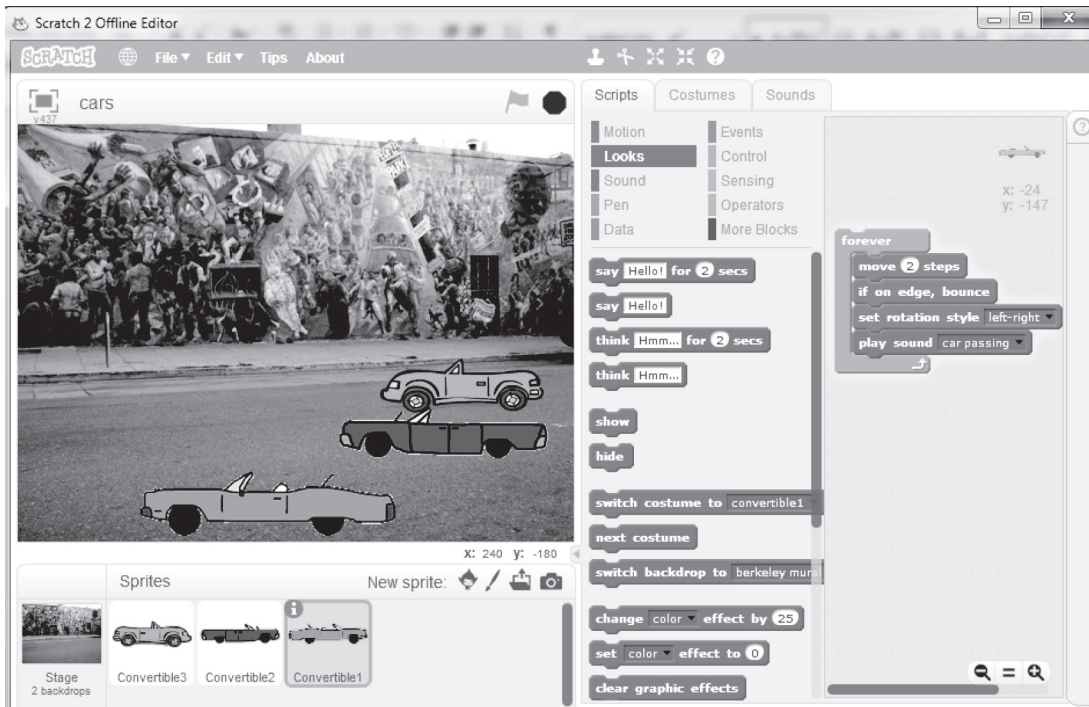 Scratch 2 Offline Editor
SCRATCH File Edit Tips About
cars
v437
Scripts Costumes Sounds
Motion Events
Looks Control
Sound Sensing
Pen Operators
Data More Blocks
say Hello! for 2 secs
say Hello!
think Hmm... for 2 secs
think Hmm...
show
hide
switch costume to convertible1
next costume
switch backdrop to berkeley mural
change color effect by 25
set color effect to 0
clear graphic effects
x: -24
y: -147
forever
move 2 steps
if on edge, bounce
set rotation style left-right
play sound car passing
x: 240 y: -180
Sprites New sprite:
Stage
2 backdrops
Convertible3 Convertible2 Convertible1